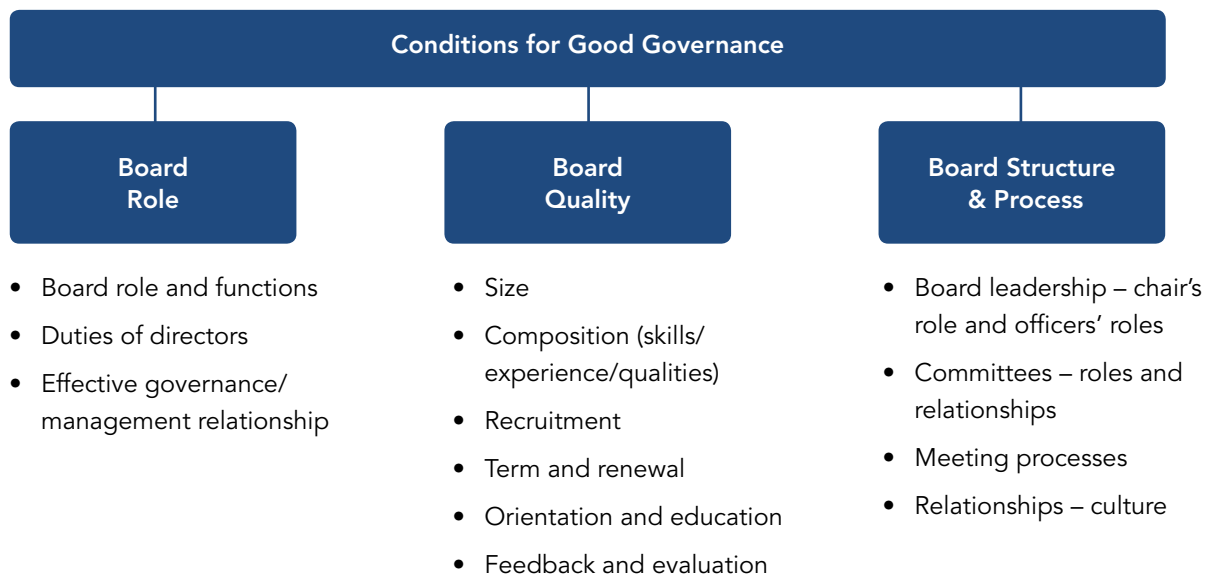 Conditions for Good Governance
Board
Role
• Board role and functions
• Duties of directors
• Effective governance/
management relationship
Board
Quality
• Size
• Composition (skills/
experience/qualities)
• Recruitment
• Term and renewal
• Orientation and education
• Feedback and evaluation
Board Structure
& Process
• Board leadership – chair’s
role and officers’ roles
• Committees – roles and
relationships
• Meeting processes
• Relationships – culture